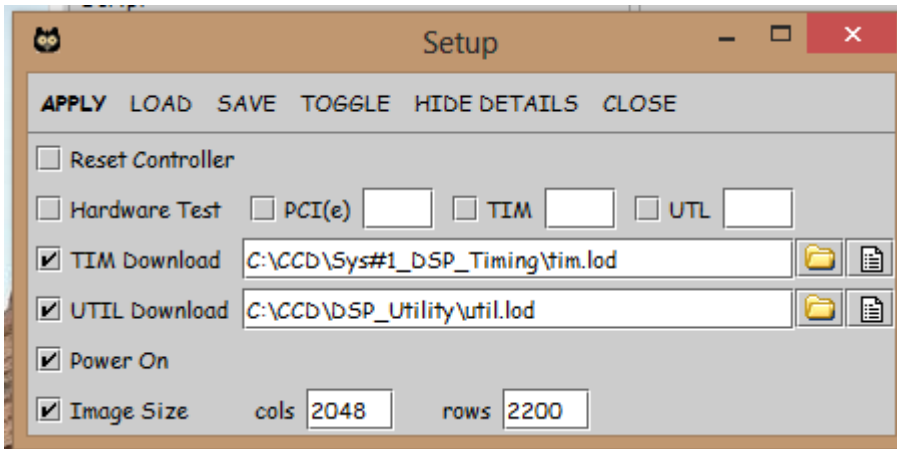 Setup
APPLY LOAD SAVE TOGGLE HIDE DETAILS CLOSE
Reset Controller
Hardware Test PCI(e) TIM UTL
TIM Download C:\CCD\Sys#1_DSP_Timing\tim.lod
UTIL Download C:\CCD\DSP_Utility\util.lod
Power On
Image Size cols 2048 rows 2200